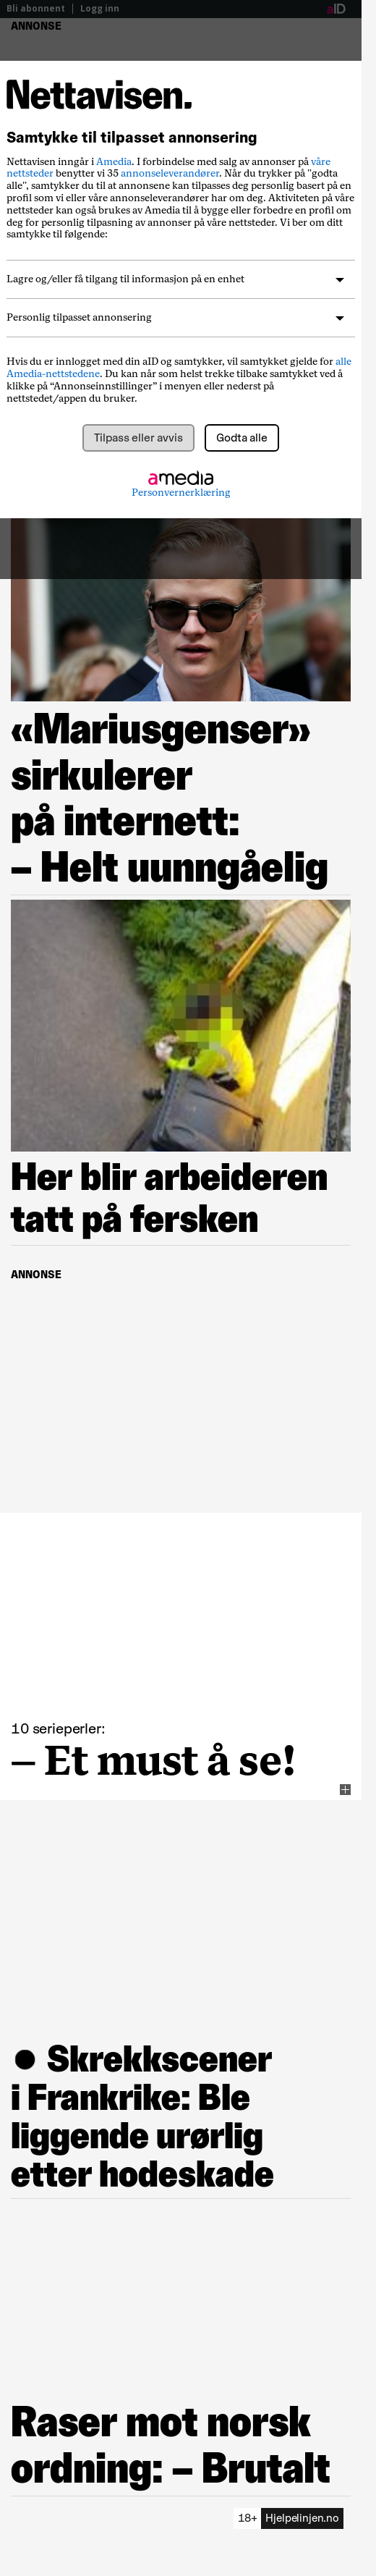 Bli abonnent | Logg inn
aID
ANNONSE
Nettavisen.
Samtykke til tilpasset annonsering
Nettavisen inngår i Amedia. I forbindelse med salg av annonser på våre
nettsteder benytter vi 35 annonseleverandører. Når du trykker på "godta
alle", samtykker du til at annonsene kan tilpasses deg personlig basert på en
profil som vi eller våre annonseleverandører har om deg. Aktiviteten på våre
nettsteder kan også brukes av Amedia til å bygge eller forbedre en profil om
deg for personlig tilpasning av annonser på våre nettsteder. Vi ber om ditt
samtykke til følgende:
Lagre og/eller få tilgang til informasjon på en enhet
Personlig tilpasset annonsering
Hvis du er innlogget med din aID og samtykker, vil samtykket gjelde for alle
Amedia-nettstedene. Du kan når som helst trekke tilbake samtykket ved å
klikke på “Annonseinnstillinger” i menyen eller nederst på
nettstedet/appen du bruker.
Tilpass eller avvis
Godta alle
amedia
Personvernerklæring
«Mariusgenser»
sirkulerer
på internett:
– Helt uunngåelig
Her blir arbeideren
tatt på fersken
ANNONSE
10 serieperler:
– Et must å se!
● Skrekkscener
i Frankrike: Ble
liggende urørlig
etter hodeskade
Raser mot norsk
ordning: – Brutalt
18+ Hjelpelinjen.no